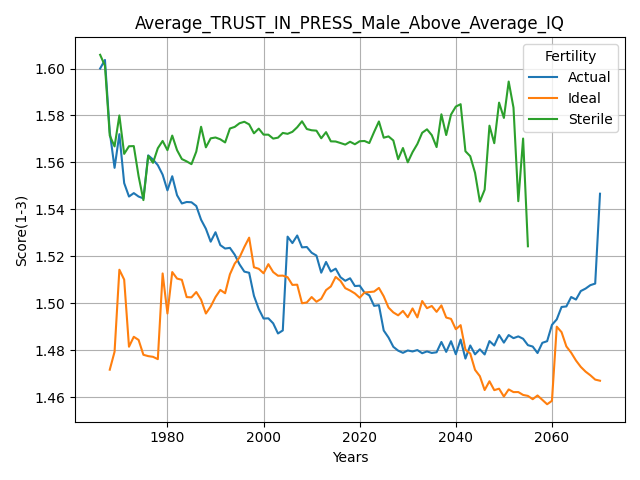 Average_TRUST_IN_PRESS_Male_Above_Average_IQ
Score(1-3)
1.60
1.58
1.56
1.54
1.52
1.50
1.48
1.46
Fertility
Actual
Ideal
Sterile
1980
2000
2020
2040
2060
Years